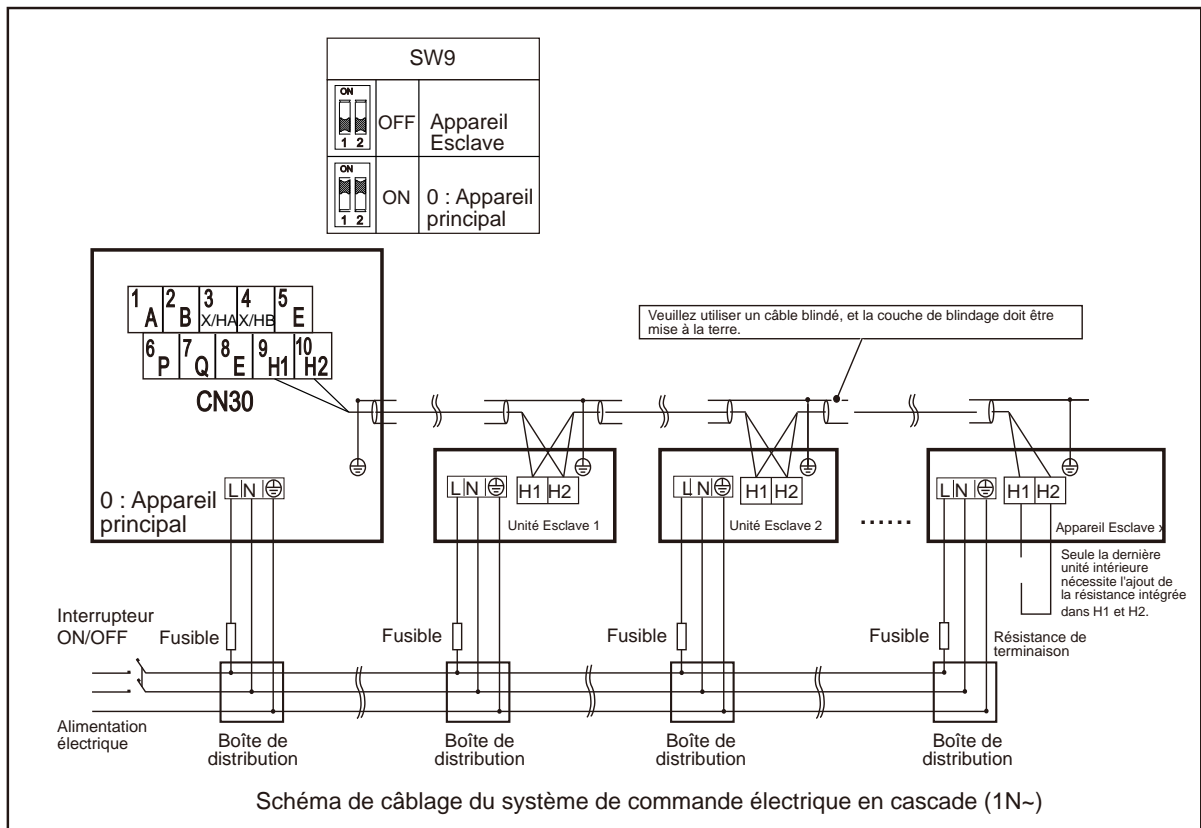 SW9
ON
1 2
OFF
Appareil
Esclave
ON
1 2
ON
0 : Appareil
principal
1 A 2 B 3 X/HA 4 X/HB 5 E
6 P 7 Q 8 E 9 H1 10 H2
CN30
Veuillez utiliser un câble blindé, et la couche de blindage doit être
mise à la terre.
0 : Appareil
principal
L N
L N
H1 H2
Unité Esclave 1
L N
H1 H2
Unité Esclave 2
......
L N
H1 H2
Appareil Esclave x
Seule la dernière
unité intérieure
nécessite l'ajout de
la résistance intégrée
dans H1 et H2.
Interrupteur
ON/OFF
Fusible
Fusible
Fusible
Fusible
Résistance de
terminaison
Alimentation
électrique
Boîte de
distribution
Boîte de
distribution
Boîte de
distribution
Boîte de
distribution
Schéma de câblage du système de commande électrique en cascade (1N~)